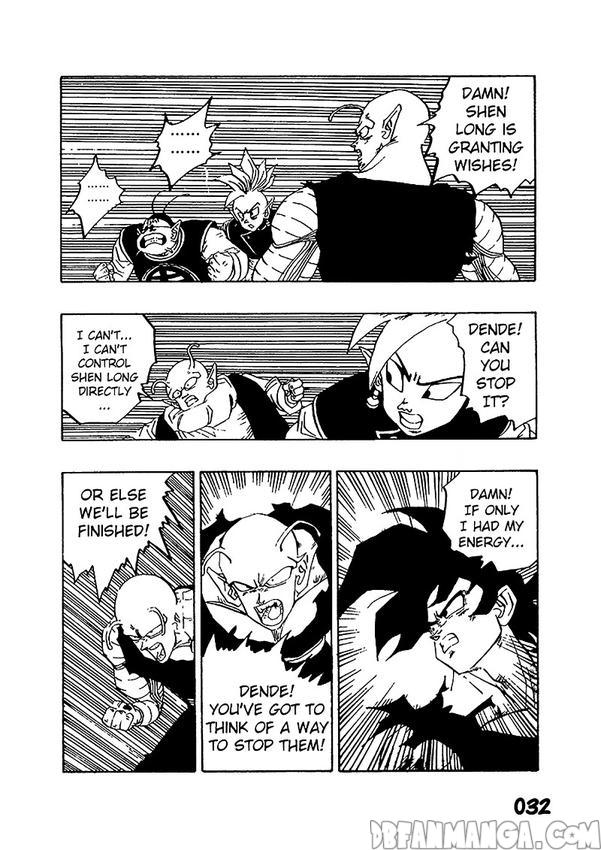 DAMN!
SHEN
LONG IS
GRANTING
WISHES!
......
......
......
......
DENDE!
CAN
YOU
STOP
IT?
I CAN'T...
I CAN'T
CONTROL
SHEN LONG
DIRECTLY
...
DAMN!
IF ONLY
I HAD MY
ENERGY...
DENDE!
YOU'VE GOT TO
THINK OF A WAY
TO STOP THEM!
OR ELSE
WE'LL BE
FINISHED!
032
DBFANMANGA.COM